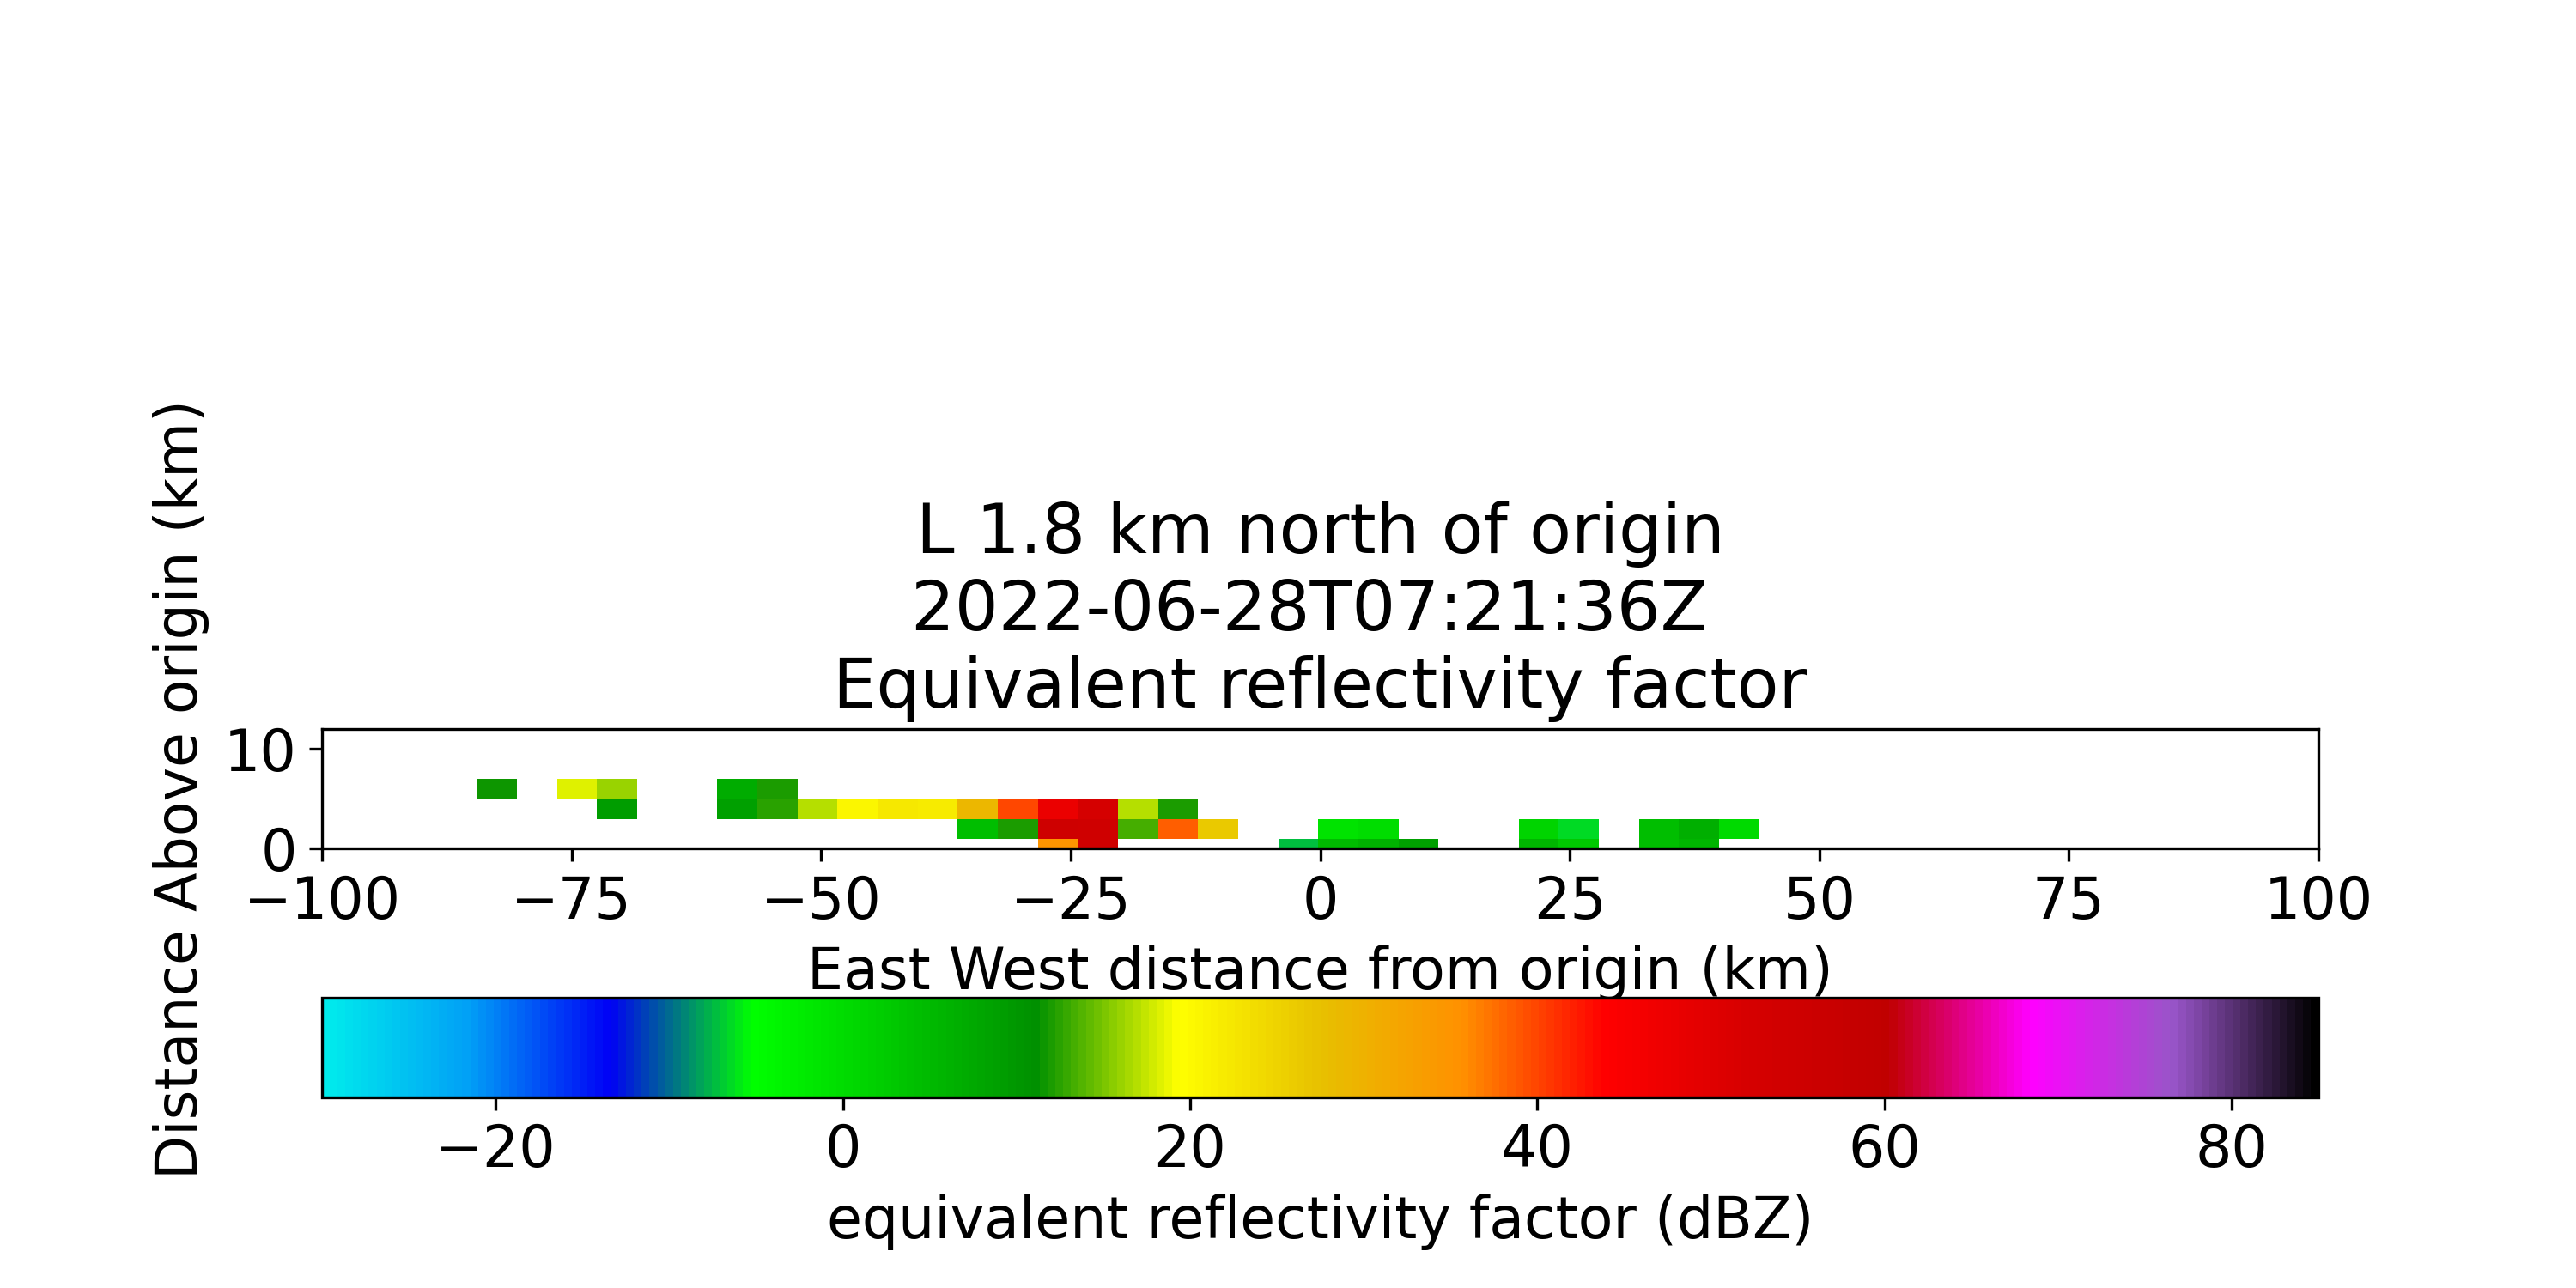 L 1.8 km north of origin
2022-06-28T07:21:36Z
Equivalent reflectivity factor
Distance Above origin (km)
10
0
−100 −75 −50 −25 0 25 50 75 100
East West distance from origin (km)
−20 0 20 40 60 80
equivalent reflectivity factor (dBZ)